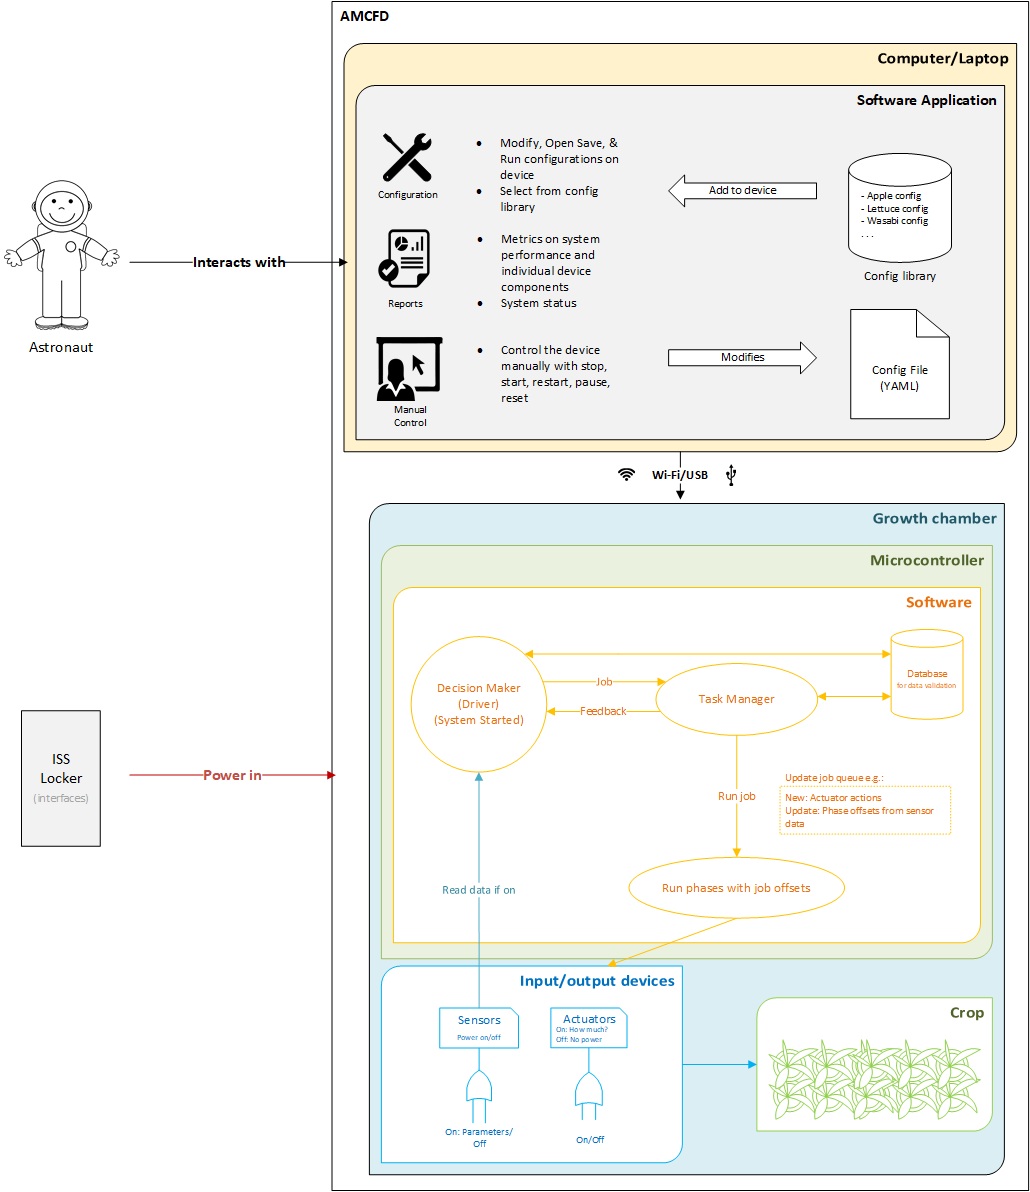 AMCFD
Computer/Laptop
Software Application
Configuration
• Modify, Open Save, &
Run configurations on
device
• Select from config
library
Add to device
- Apple config
- Lettuce config
- Wasabi config
. . .
Config library
Astronaut
Interacts with
Reports
• Metrics on system
performance and
individual device
components
• System status
Manual
Control
• Control the device
manually with stop,
start, restart, pause,
reset
Modifies
Config File
(YAML)
Wi-Fi/USB
Growth chamber
Microcontroller
Software
Decision Maker
(Driver)
(System Started)
Job
Feedback
Task Manager
Database
for data validation
ISS
Locker
(interfaces)
Power in
Run job
Update job queue e.g.:
New: Actuator actions
Update: Phase offsets from sensor
data
Read data if on
Run phases with job offsets
Input/output devices
Sensors
Power on/off
Actuators
On: How much?
Off: No power
On: Parameters/
Off
On/Off
Crop